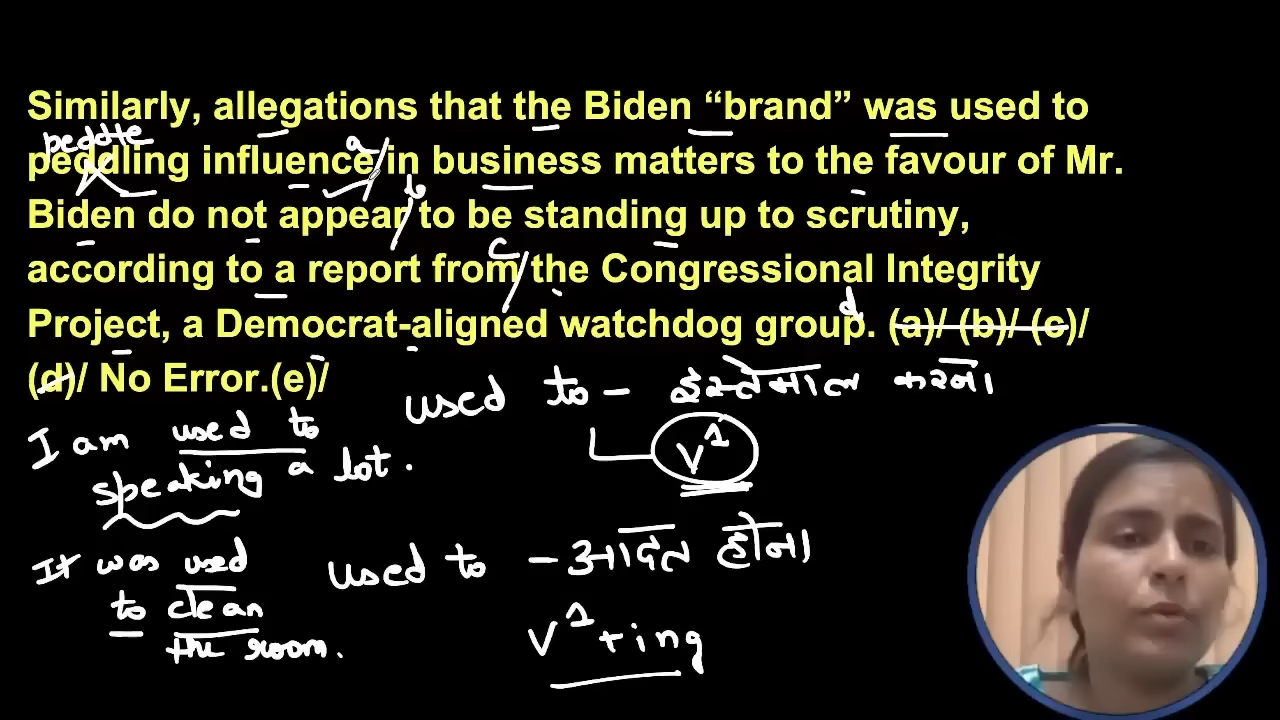 Similarly, allegations that the Biden “brand” was used to
peddle
peddling influence a/ in business matters to the favour of Mr.
Biden do not appear b/ to be standing up to scrutiny,
according to a report from c/ the Congressional Integrity
Project, a Democrat-aligned watchdog group. d (a)/ (b)/ (c)/
(d)/ No Error.(e)/
used to - इस्तेमाल करना।
V1
I am used to
speaking a lot.
used to - आदत होना।
V1+ing
It was used
to clean
the room.